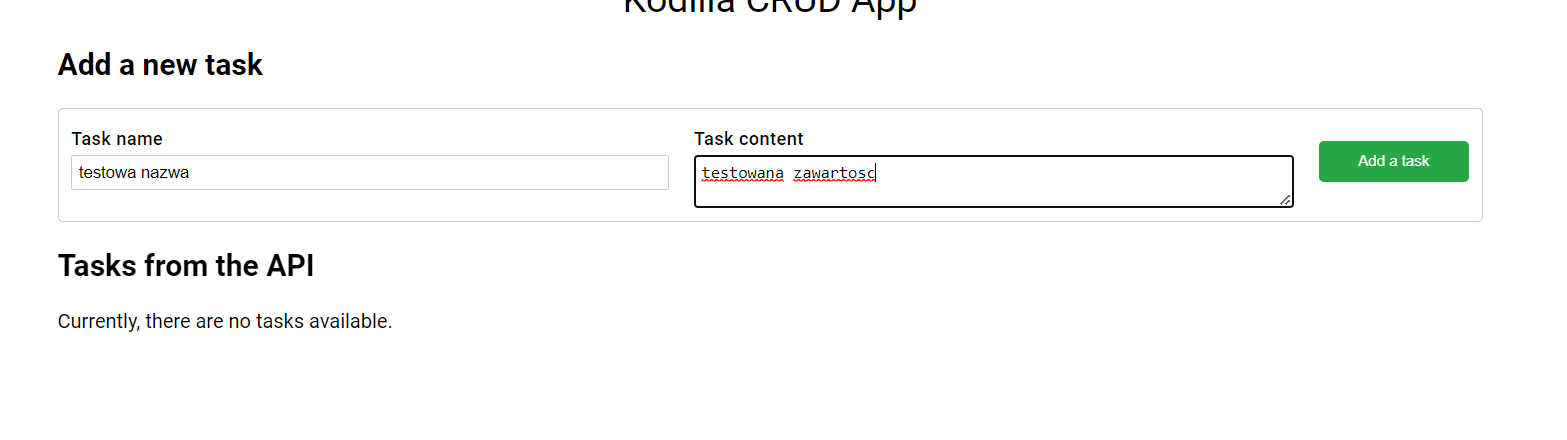 Kodilla CRUD App
Add a new task
Task name
Task content
testowa nazwa
testowana zawartosc
Add a task
Tasks from the API
Currently, there are no tasks available.